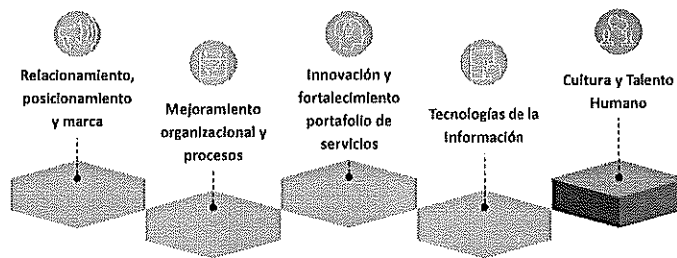 Relacionamiento,
posicionamiento
y marca
Mejoramiento
organizacional y
procesos
Innovación y
fortalecimiento
portafolio de
servicios
Tecnologías de la
Información
Cultura y Talento
Humano